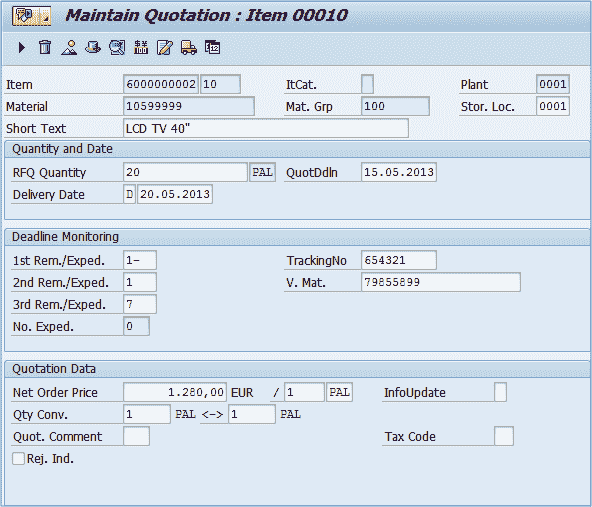 Maintain Quotation : Item 00010
Item 6000000002 10 ItCat. Plant 0001
Material 10599999 Mat. Grp 100 Stor. Loc. 0001
Short Text LCD TV 40"
Quantity and Date
RFQ Quantity 20 PAL QuotDdln 15.05.2013
Delivery Date D 20.05.2013
Deadline Monitoring
1st Rem./Exped. 1- TrackingNo 654321
2nd Rem./Exped. 1 V. Mat. 79855899
3rd Rem./Exped. 7
No. Exped. 0
Quotation Data
Net Order Price 1.280,00 EUR / 1 PAL InfoUpdate
Qty Conv. 1 PAL <-> 1 PAL
Quot. Comment Tax Code
Rej. Ind.